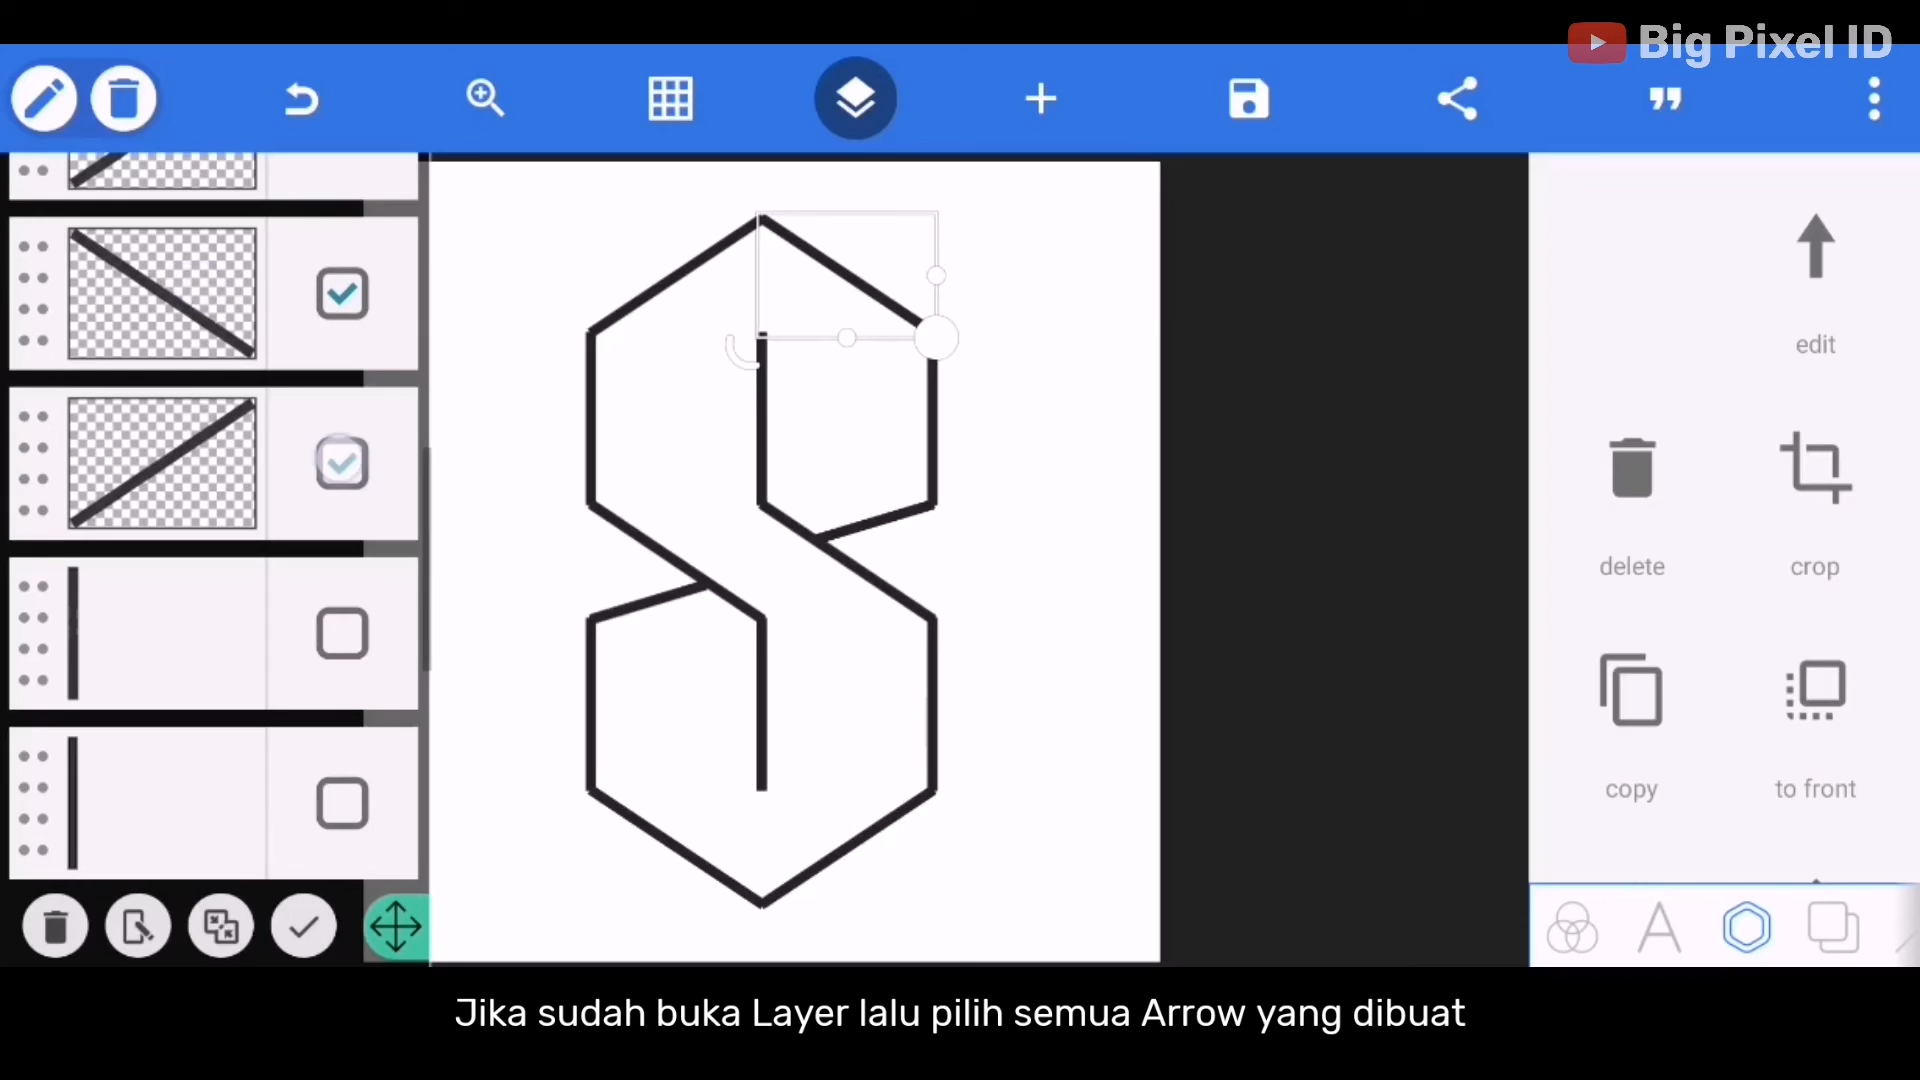 Big Pixel ID
edit
delete
crop
copy
to front
Jika sudah buka Layer lalu pilih semua Arrow yang dibuat